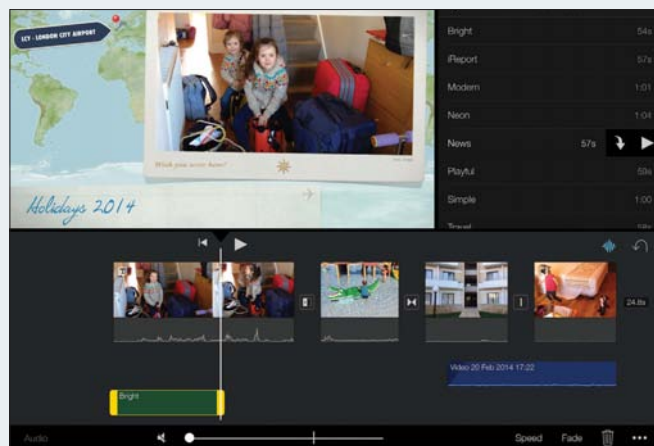 LCY - LONDON CITY AIRPORT
Wish you were here!
Holidays 2014
Bright 54s
iReport 57s
Modern 1:01
Neon 1:04
News 57s
Playful 59s
Simple 1:00
Travel 59s
T
24.8s
Video 20 Feb 2014 17:22
Bright
Audio
Speed
Fade